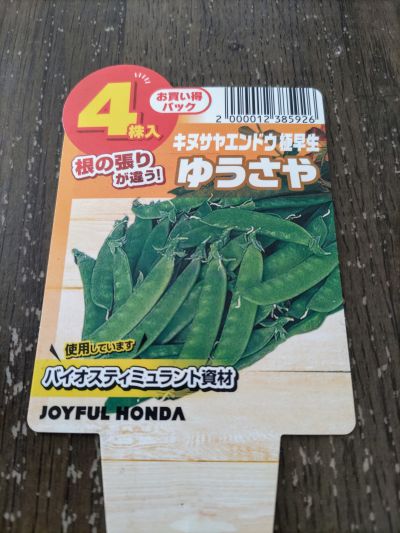 4株入
お買い得
パック
2 000012 385926
キヌサヤエンドウ 極早生
根の張り
が違う!
ゆうさや
使用しています
バイオスティミュラント資材
JOYFUL HONDA